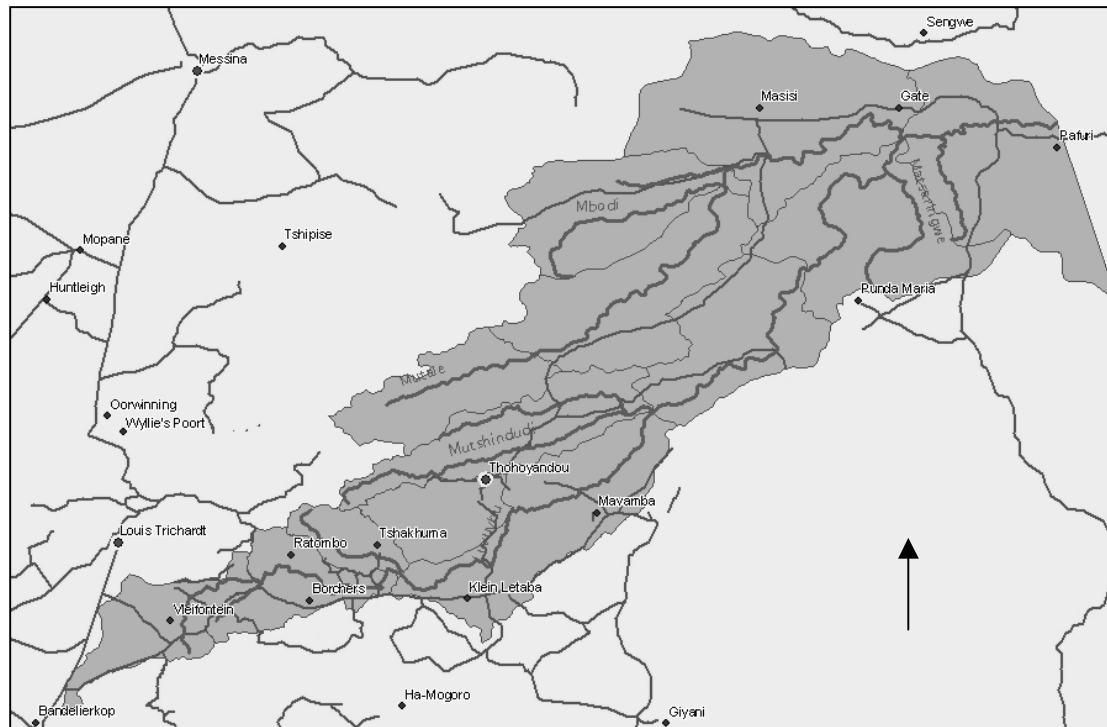 Sengwe
Messina
Masisi
Gate
Pafuri
Matsaringwe
Mbodi
Mopane
Tshipise
Huntleigh
Punda Maria
Mutale
Oorwinning
Wyllie's Poort
Mutshindudi
Thohoyandou
Mavamba
Louis Trichardt
Ratombo
Tshakhuma
Borchers
Klein Letaba
Vleifontein
Ha-Mogoro
Bandelierkop
Giyani